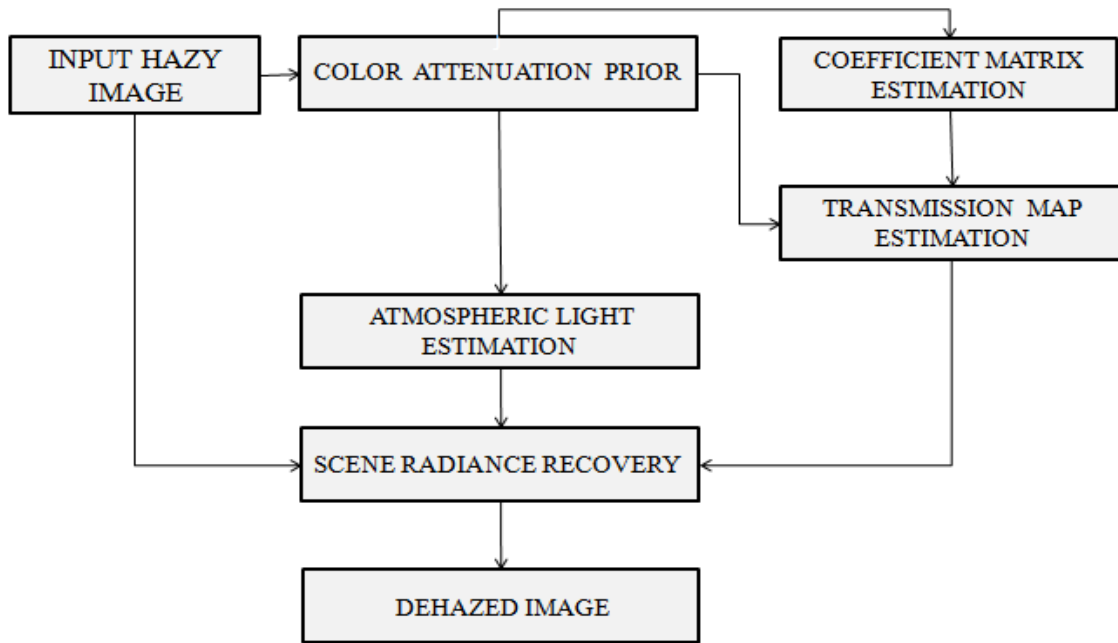 INPUT HAZY
IMAGE
COLOR ATTENUATION PRIOR
COEFFICIENT MATRIX
ESTIMATION
TRANSMISSION MAP
ESTIMATION
ATMOSPHERIC LIGHT
ESTIMATION
SCENE RADIANCE RECOVERY
DEHAZED IMAGE